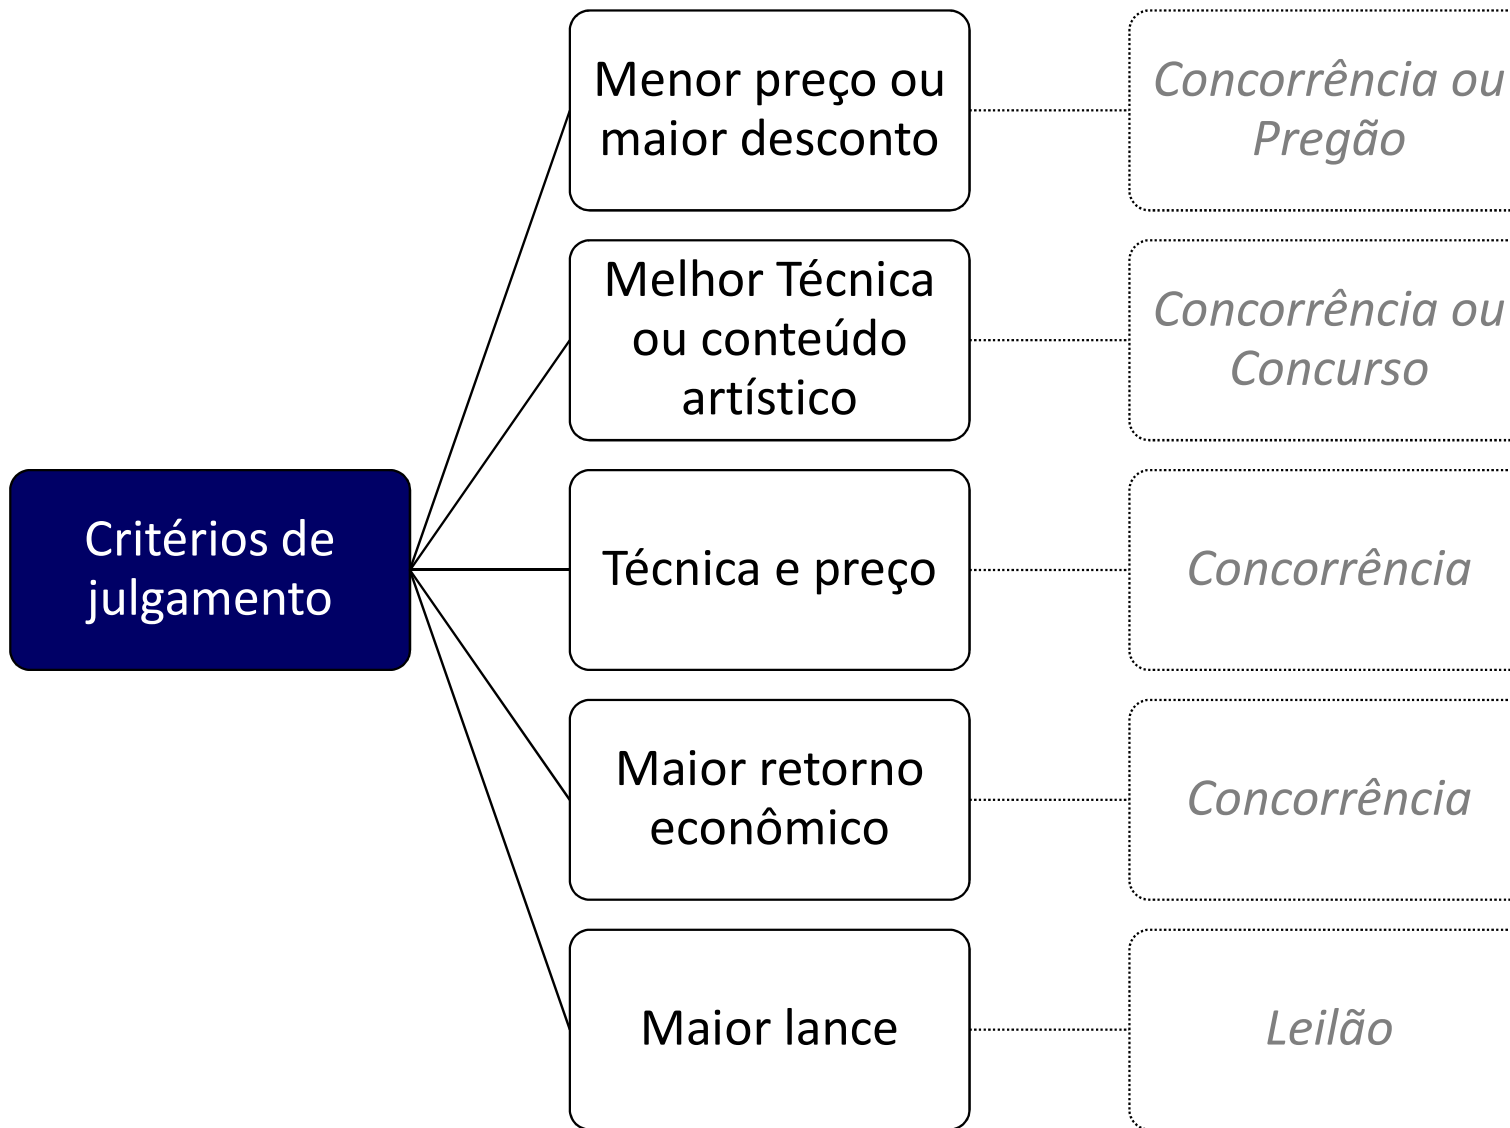 Menor preço ou
maior desconto
Concorrência ou
Pregão
Melhor Técnica
ou conteúdo
artístico
Concorrência ou
Concurso
Critérios de
julgamento
Técnica e preço
Concorrência
Maior retorno
econômico
Concorrência
Maior lance
Leilão